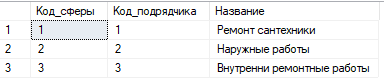 Код_сферы Код_подрядчика Название
1 1 1 Ремонт сантехники
2 2 2 Наружные работы
3 3 3 Внутренни ремонтные работы